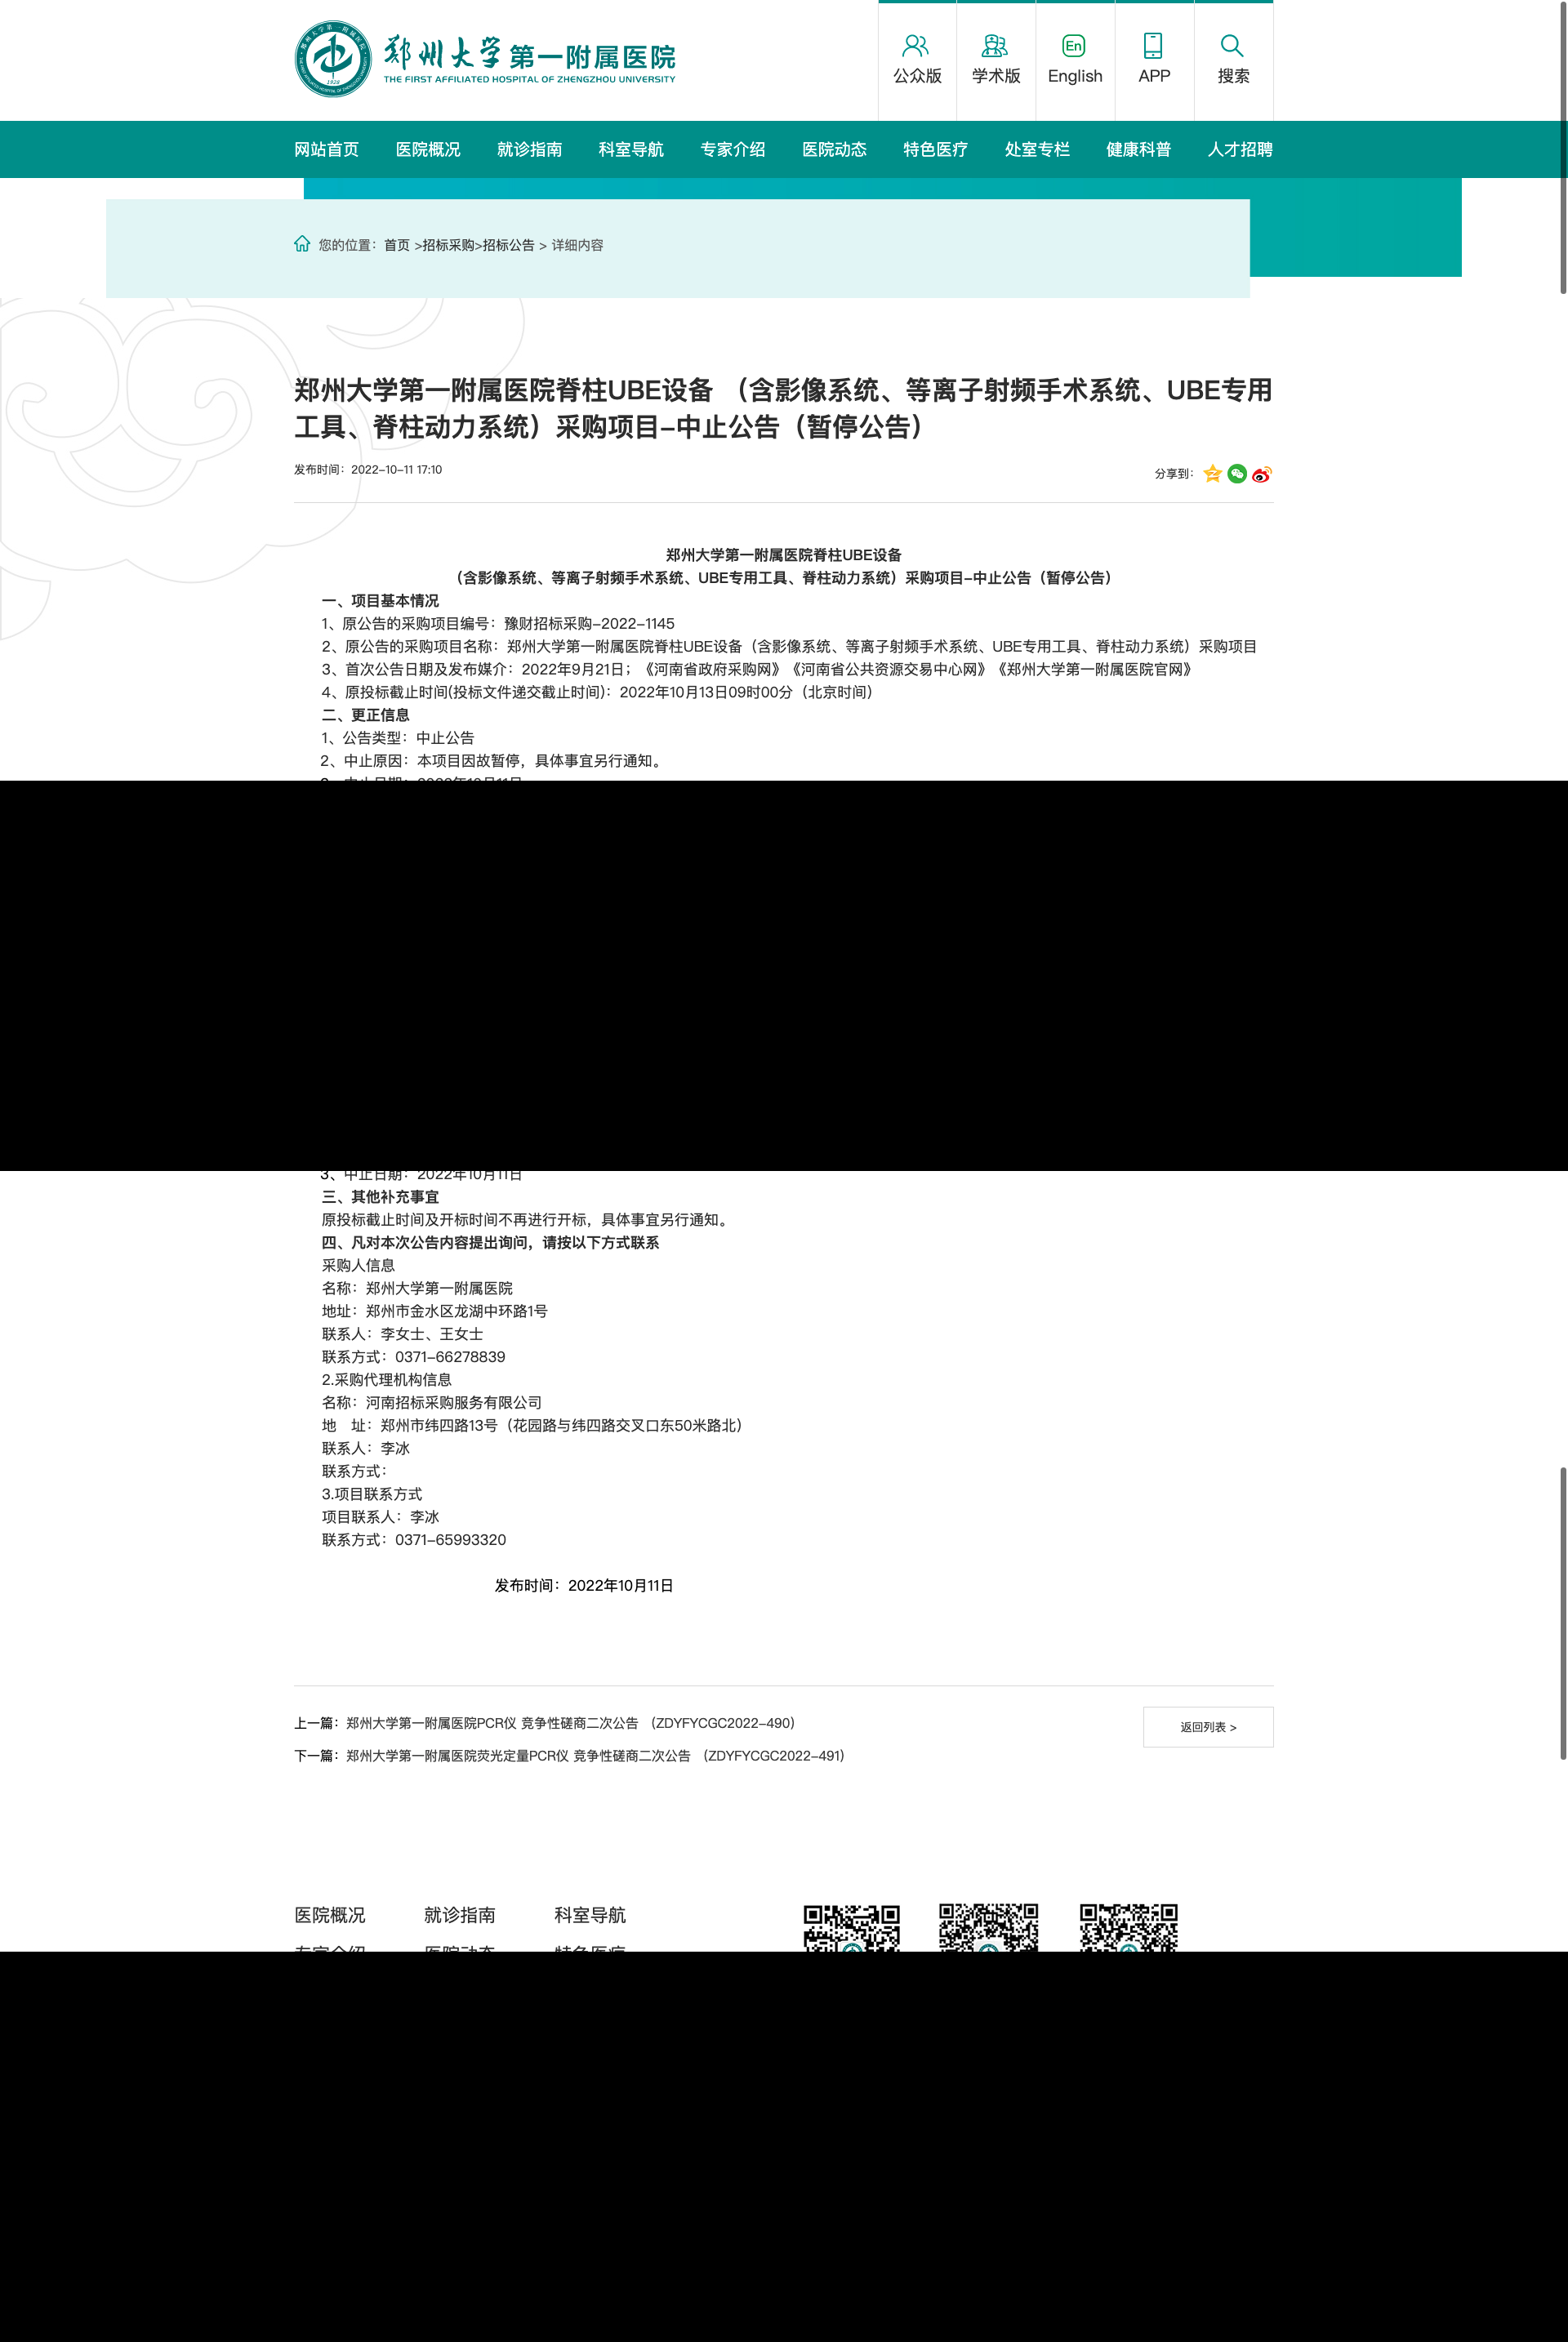 郑州大学第一附属医院
THE FIRST AFFILIATED HOSPITAL OF ZHENGZHOU UNIVERSITY
1928
公众版
学术版
En
English
APP
搜索
网站首页 医院概况 就诊指南 科室导航 专家介绍 医院动态 特色医疗 处室专栏 健康科普 人才招聘
您的位置：首页 >招标采购>招标公告 > 详细内容
郑州大学第一附属医院脊柱UBE设备 （含影像系统、等离子射频手术系统、UBE专用
工具、脊柱动力系统）采购项目-中止公告（暂停公告）
发布时间：2022-10-11 17:10
分享到：
郑州大学第一附属医院脊柱UBE设备
（含影像系统、等离子射频手术系统、UBE专用工具、脊柱动力系统）采购项目-中止公告（暂停公告）
一、项目基本情况
1、原公告的采购项目编号：豫财招标采购-2022-1145
2、原公告的采购项目名称：郑州大学第一附属医院脊柱UBE设备（含影像系统、等离子射频手术系统、UBE专用工具、脊柱动力系统）采购项目
3、首次公告日期及发布媒介：2022年9月21日；《河南省政府采购网》《河南省公共资源交易中心网》《郑州大学第一附属医院官网》
4、原投标截止时间(投标文件递交截止时间)：2022年10月13日09时00分（北京时间）
二、更正信息
1、公告类型：中止公告
2、中止原因：本项目因故暂停，具体事宜另行通知。
3、中止日期：2022年10月11日
三、其他补充事宜
原投标截止时间及开标时间不再进行开标，具体事宜另行通知。
四、凡对本次公告内容提出询问，请按以下方式联系
采购人信息
名称：郑州大学第一附属医院
地址：郑州市金水区龙湖中环路1号
联系人：李女士、王女士
联系方式：0371-66278839
2.采购代理机构信息
名称：河南招标采购服务有限公司
地　址：郑州市纬四路13号（花园路与纬四路交叉口东50米路北）
联系人：李冰
联系方式：
3.项目联系方式
项目联系人：李冰
联系方式：0371-65993320
发布时间：2022年10月11日
上一篇：郑州大学第一附属医院PCR仪 竞争性磋商二次公告 （ZDYFYCGC2022-490）
返回列表 >
下一篇：郑州大学第一附属医院荧光定量PCR仪 竞争性磋商二次公告 （ZDYFYCGC2022-491）
医院概况 就诊指南 科室导航
专家介绍 医院动态 特色医疗